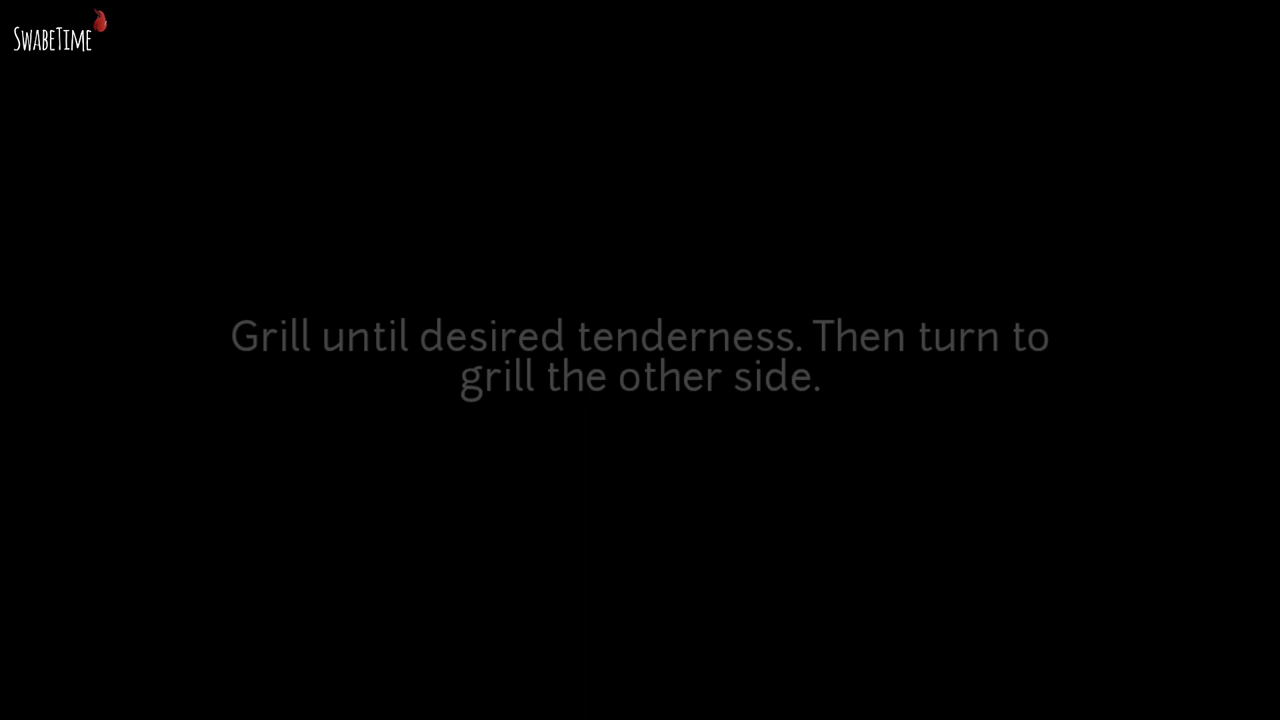 SwabeTime
Grill until desired tenderness. Then turn to
grill the other side.